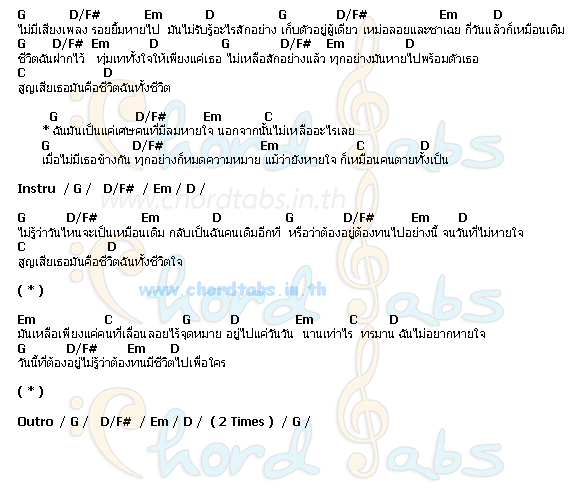 G D/F# Em D G D/F# Em D
ไม่มีเสียงเพลง รอยยิ้มหายไป มันไม่รับรู้อะไรสักอย่าง เก็บตัวอยู่ผู้เดียว เหม่อลอยและชาเฉย กี่วันแล้วก็เหมือนเดิม
G D/F# Em D G D/F# Em D
ชีวิตฉันฝากไว้ ทุ่มเททั้งใจให้เพียงแค่เธอ ไม่เหลือสักอย่างแล้ว ทุกอย่างมันหายไปพร้อมตัวเธอ
C D
สูญเสียเธอมันคือชีวิตฉันทั้งชีวิต
G D/F# Em C
* ฉันมันเป็นแค่เศษคนที่มีลมหายใจ นอกจากนั้นไม่เหลืออะไรเลย
G D/F# Em C D
เมื่อไม่มีเธอข้างกัน ทุกอย่างก็หมดความหมาย แม้ว่ายังหายใจ ก็เหมือนคนตายทั้งเป็น
Instru / G / D/F# / Em / D /
www.chordtabs.in.th
G D/F# Em D G D/F# Em D
ไม่รู้ว่าวันไหนจะเป็นเหมือนเดิม กลับเป็นฉันคนเดิมอีกที หรือว่าต้องอยู่ต้องทนไปอย่างนี้ จนวันที่ไม่หายใจ
C D
สูญเสียเธอมันคือชีวิตฉันทั้งชีวิตใจ
( * )
www.chordtabs.in.th
Em C G D Em C D
มันเหลือเพียงแค่คนที่เลื่อนลอยไร้จุดหมาย อยู่ไปแค่วันวัน นานเท่าไร ทรมาน ฉันไม่อยากหายใจ
G D/F# Em D
วันนี้ที่ต้องอยู่ไม่รู้ว่าต้องทนมีชีวิตไปเพื่อใคร
( * )
Outro / G / D/F# / Em / D / ( 2 Times ) / G /